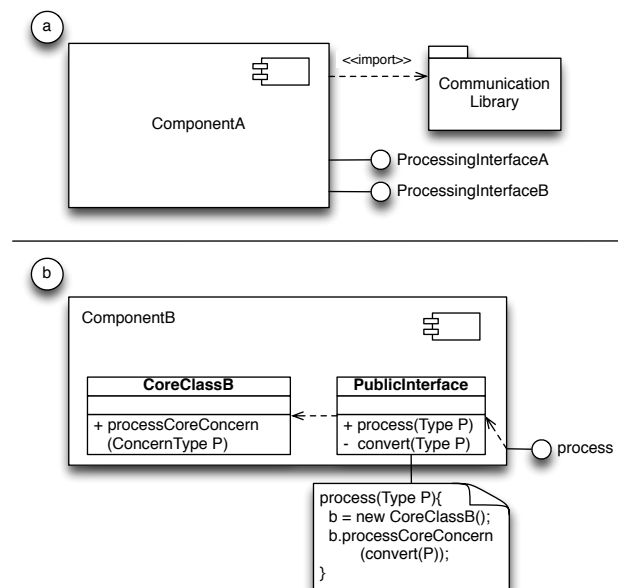 a
<<import>>
Communication
Library
ComponentA
ProcessingInterfaceA
ProcessingInterfaceB
b
ComponentB
CoreClassB
+ processCoreConcern
(ConcernType P)
PublicInterface
+ process(Type P)
- convert(Type P)
process
process(Type P){
b = new CoreClassB();
b.processCoreConcern
(convert(P));
}